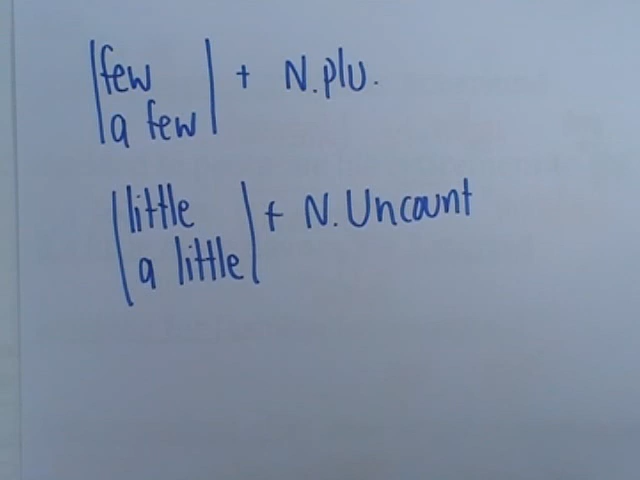 few + N.plu.
a few
little + N.Uncount
a little